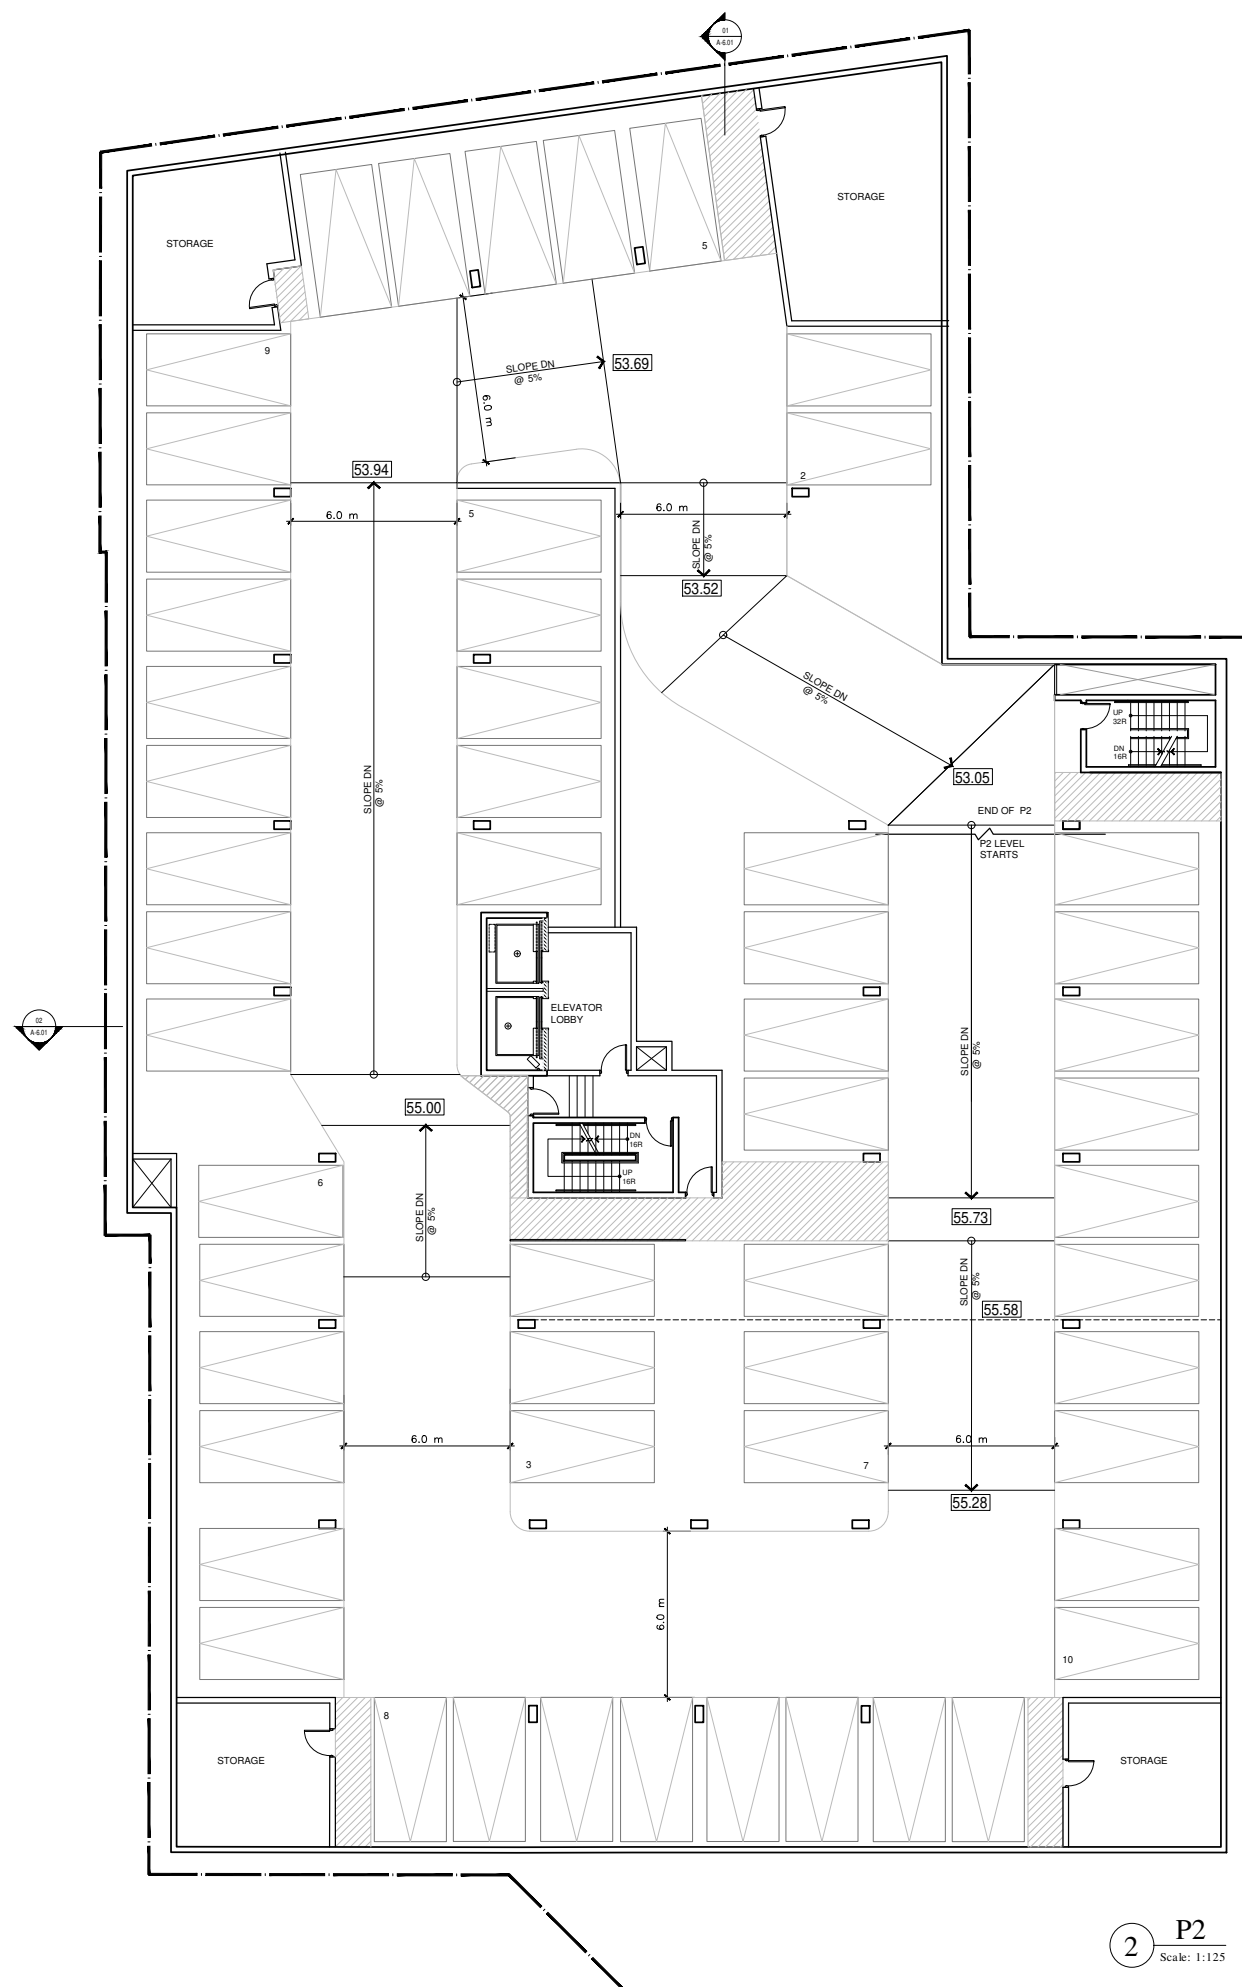 01
A-6.01
STORAGE
STORAGE
5
9
SLOPE DN
@ 5%
53.69
6.0 m
53.94
2
5
6.0 m
6.0 m
SLOPE DN
@ 5%
53.52
SLOPE DN
@ 5%
UP
32R
DN
16R
53.05
SLOPE DN
@ 5%
END OF P2
P2 LEVEL
STARTS
ELEVATOR
LOBBY
02
A-6.01
SLOPE DN
@ 5%
55.00
DN
16R
UP
16R
6
SLOPE DN
@ 5%
55.73
SLOPE DN
@ 5%
55.58
6.0 m
6.0 m
3
7
55.28
6.0 m
10
8
STORAGE
STORAGE
2
P2
Scale: 1:125